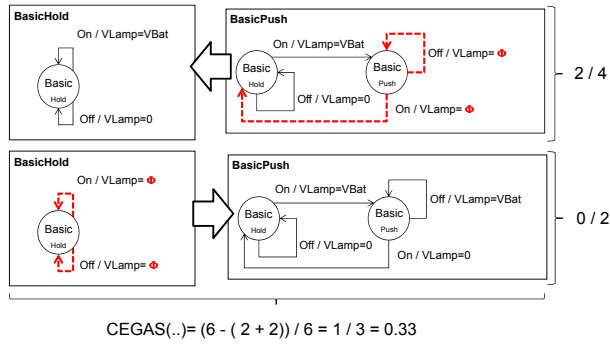 BasicHold
On / VLamp=VBat
Basic
Hold
Off / VLamp=0
BasicPush
On / VLamp=VBat
Off / VLamp= Φ
Basic
Hold
Basic
Push
Off / VLamp=0
On / VLamp= Φ
2 / 4
BasicHold
On / VLamp= Φ
Basic
Hold
Off / VLamp= Φ
BasicPush
On / VLamp=VBat
Off / VLamp=VBat
Basic
Hold
Basic
Push
Off / VLamp=0
On / VLamp=0
0 / 2
CEGAS(..)= (6 - ( 2 + 2)) / 6 = 1 / 3 = 0.33